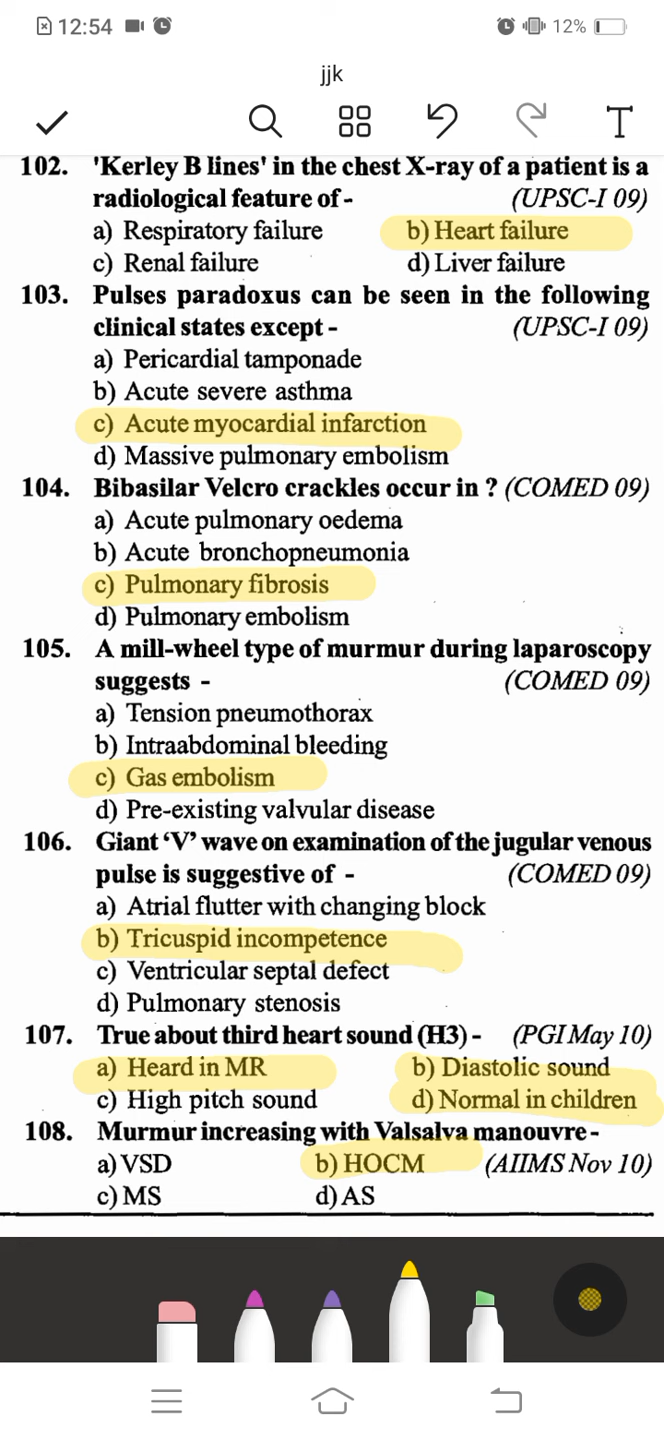 12:54
12%
jjk
T
102. 'Kerley B lines' in the chest X-ray of a patient is a
radiological feature of - (UPSC-I 09)
a) Respiratory failure b) Heart failure
c) Renal failure d) Liver failure
103. Pulses paradoxus can be seen in the following
clinical states except - (UPSC-I 09)
a) Pericardial tamponade
b) Acute severe asthma
c) Acute myocardial infarction
d) Massive pulmonary embolism
104. Bibasilar Velcro crackles occur in ? (COMED 09)
a) Acute pulmonary oedema
b) Acute bronchopneumonia
c) Pulmonary fibrosis
d) Pulmonary embolism
105. A mill-wheel type of murmur during laparoscopy
suggests - (COMED 09)
a) Tension pneumothorax
b) Intraabdominal bleeding
c) Gas embolism
d) Pre-existing valvular disease
106. Giant ‘V’ wave on examination of the jugular venous
pulse is suggestive of - (COMED 09)
a) Atrial flutter with changing block
b) Tricuspid incompetence
c) Ventricular septal defect
d) Pulmonary stenosis
107. True about third heart sound (H3) - (PGI May 10)
a) Heard in MR b) Diastolic sound
c) High pitch sound d) Normal in children
108. Murmur increasing with Valsalva manouvre -
a) VSD b) HOCM (AIIMS Nov 10)
c) MS d) AS